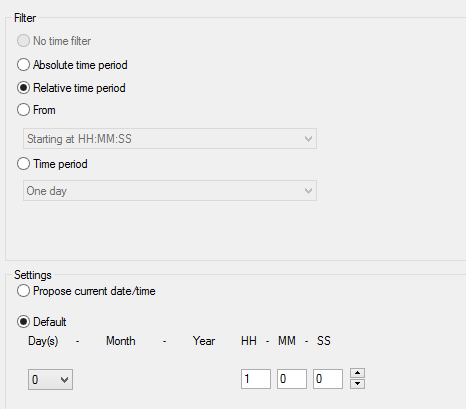 Filter
No time filter
Absolute time period
Relative time period
From
Starting at HH:MM:SS
Time period
One day
Settings
Propose current date/time
Default
Day(s) - Month - Year HH - MM - SS
0 1 0 0